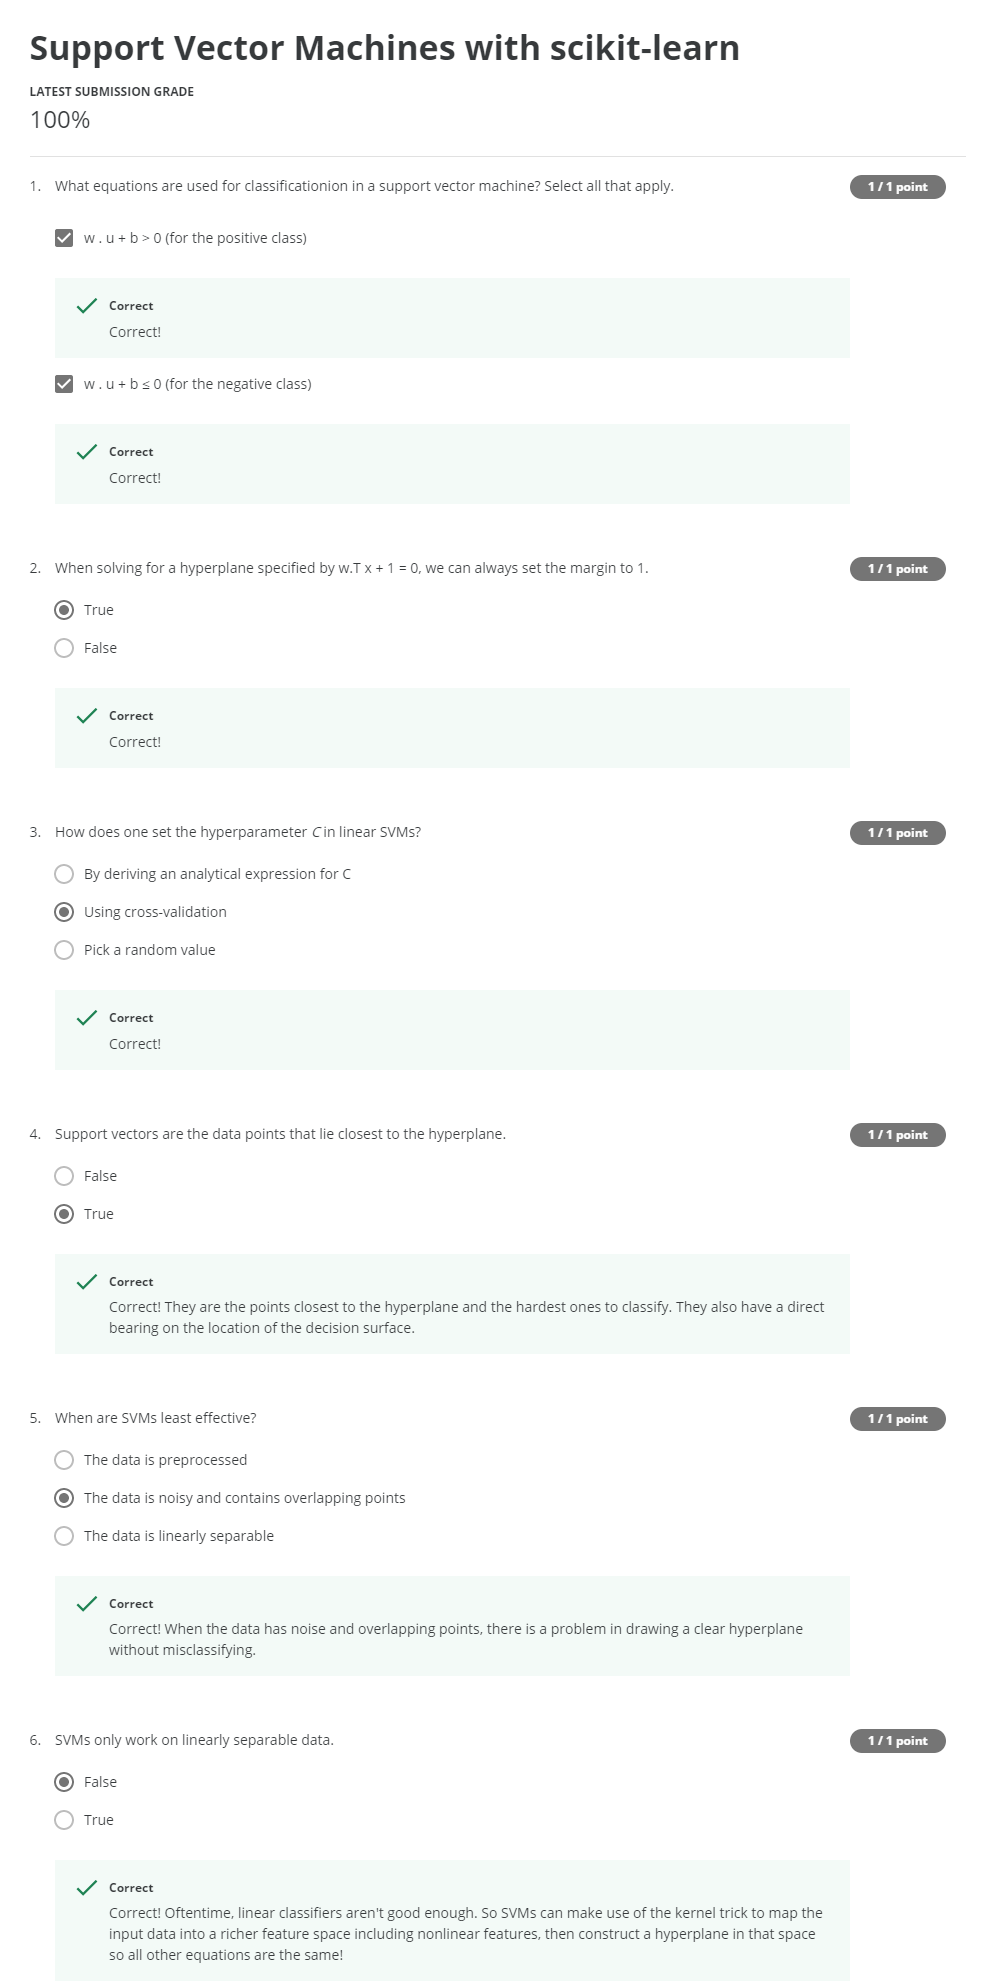 Support Vector Machines with scikit-learn
LATEST SUBMISSION GRADE
100%
1. What equations are used for classificationion in a support vector machine? Select all that apply.
1 / 1 point
w . u + b > 0 (for the positive class)
Correct
Correct!
w . u + b ≤ 0 (for the negative class)
Correct
Correct!
2. When solving for a hyperplane specified by w.T x + 1 = 0, we can always set the margin to 1.
1 / 1 point
True
False
Correct
Correct!
3. How does one set the hyperparameter C in linear SVMs?
1 / 1 point
By deriving an analytical expression for C
Using cross-validation
Pick a random value
Correct
Correct!
4. Support vectors are the data points that lie closest to the hyperplane.
1 / 1 point
False
True
Correct
Correct! They are the points closest to the hyperplane and the hardest ones to classify. They also have a direct
bearing on the location of the decision surface.
5. When are SVMs least effective?
1 / 1 point
The data is preprocessed
The data is noisy and contains overlapping points
The data is linearly separable
Correct
Correct! When the data has noise and overlapping points, there is a problem in drawing a clear hyperplane
without misclassifying.
6. SVMs only work on linearly separable data.
1 / 1 point
False
True
Correct
Correct! Oftentime, linear classifiers aren't good enough. So SVMs can make use of the kernel trick to map the
input data into a richer feature space including nonlinear features, then construct a hyperplane in that space
so all other equations are the same!